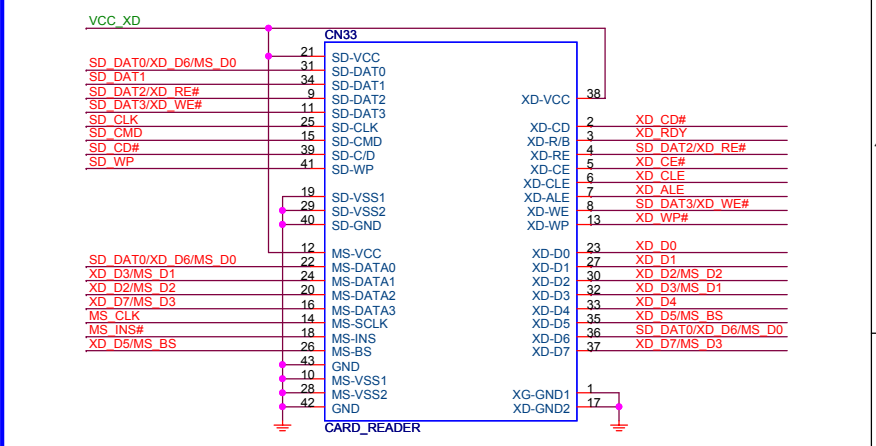 VCC_XD
CN33
21 SD-VCC
SD_DAT0/XD_D6/MS_D0 31 SD-DAT0
SD_DAT1 34 SD-DAT1
SD_DAT2/XD_RE# 9 SD-DAT2
SD_DAT3/XD_WE# 11 SD-DAT3
SD_CLK 25 SD-CLK
SD_CMD 15 SD-CMD
SD_CD# 39 SD-C/D
SD_WP 41 SD-WP
19 SD-VSS1
29 SD-VSS2
40 SD-GND
12 MS-VCC
SD_DAT0/XD_D6/MS_D0 22 MS-DATA0
XD_D3/MS_D1 24 MS-DATA1
XD_D2/MS_D2 20 MS-DATA2
XD_D7/MS_D3 16 MS-DATA3
MS_CLK 14 MS-SCLK
MS_INS# 18 MS-INS
XD_D5/MS_BS 26 MS-BS
43 GND
10 MS-VSS1
28 MS-VSS2
42 GND
XD-VCC 38
XD-CD 2 XD_CD#
XD-R/B 3 XD_RDY
XD-RE 4 SD_DAT2/XD_RE#
XD-CE 5 XD_CE#
XD-CLE 6 XD_CLE
XD-ALE 7 XD_ALE
XD-WE 8 SD_DAT3/XD_WE#
XD-WP 13 XD_WP#
XD-D0 23 XD_D0
XD-D1 27 XD_D1
XD-D2 30 XD_D2/MS_D2
XD-D3 32 XD_D3/MS_D1
XD-D4 33 XD_D4
XD-D5 35 XD_D5/MS_BS
XD-D6 36 SD_DAT0/XD_D6/MS_D0
XD-D7 37 XD_D7/MS_D3
XG-GND1 1
XD-GND2 17
CARD_READER